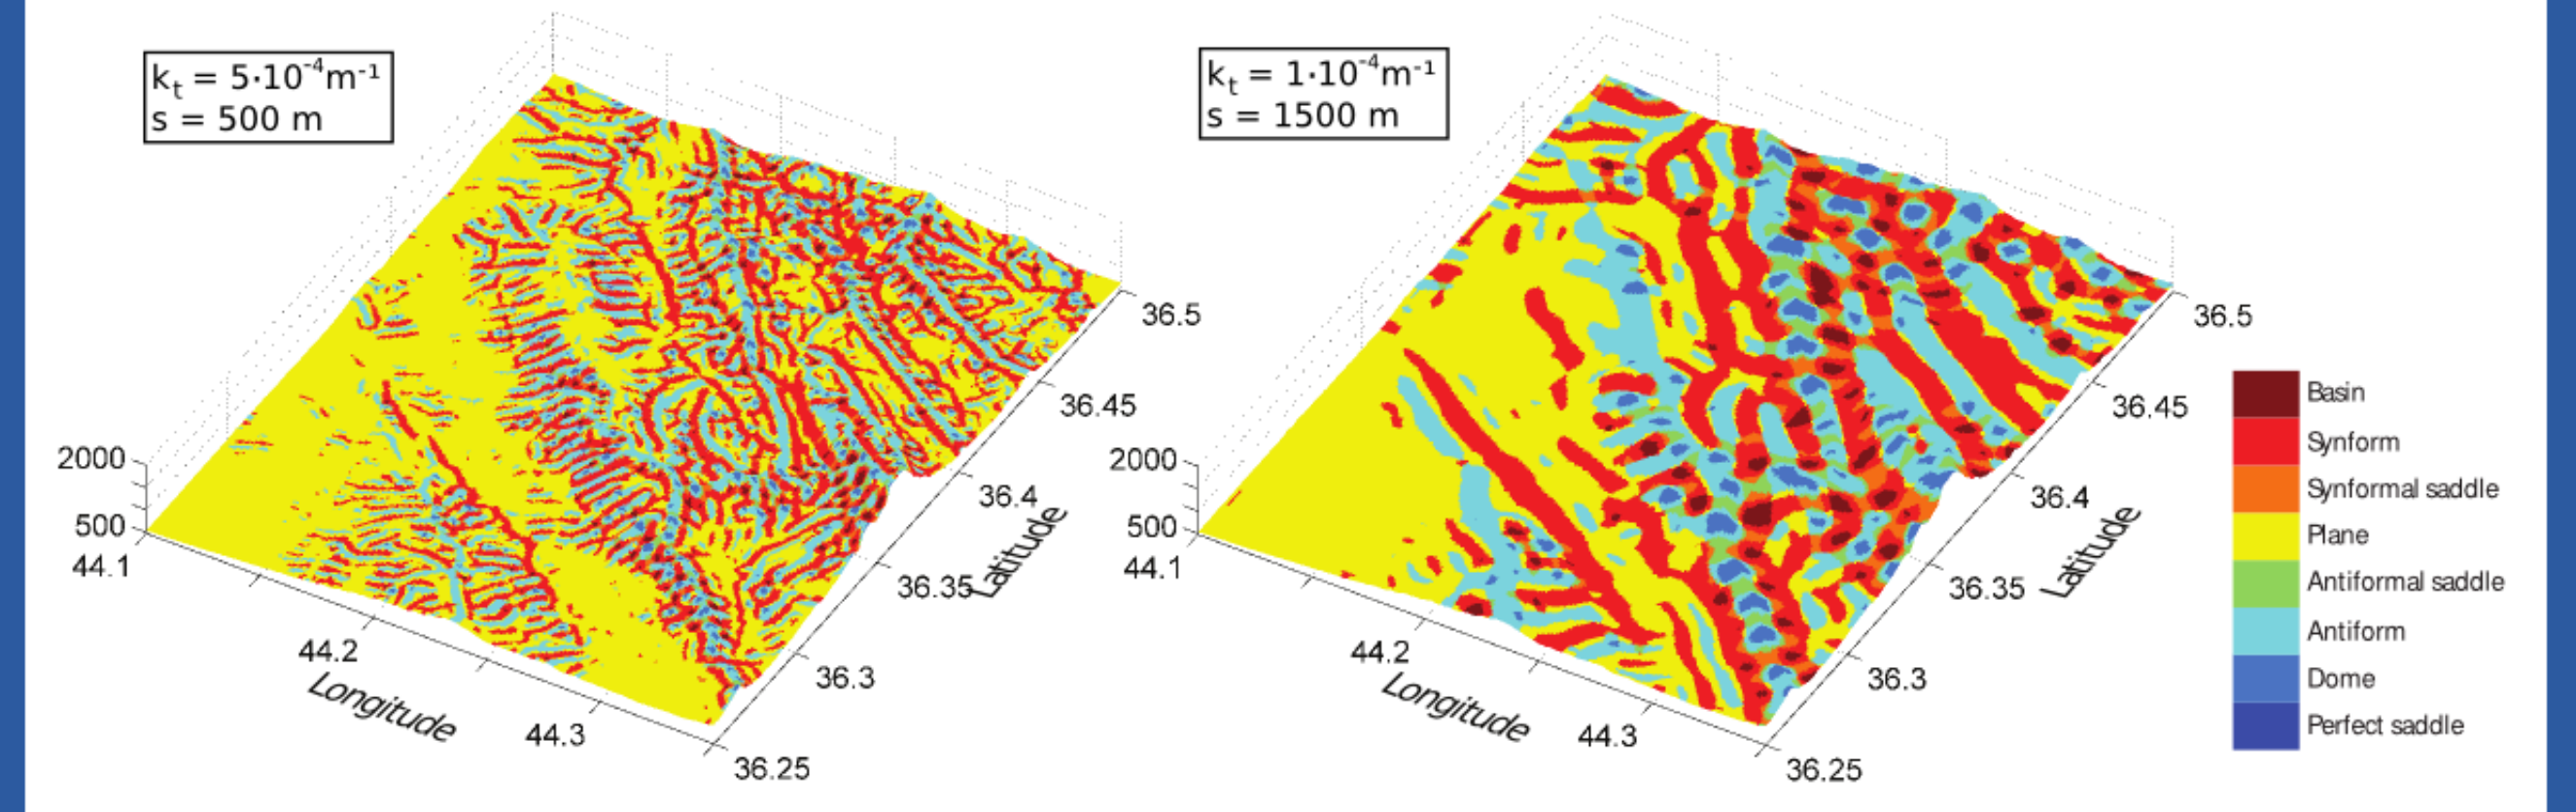 kₜ = 5·10⁻⁴m⁻¹
s = 500 m
2000
500
44.1
44.2
44.3
Longitude
36.25
36.3
36.35
36.4
36.45
36.5
Latitude
kₜ = 1·10⁻⁴m⁻¹
s = 1500 m
2000
500
44.1
44.2
44.3
Longitude
36.25
36.3
36.35
36.4
36.45
36.5
Latitude
Basin
Synform
Synformal saddle
Plane
Antiformal saddle
Antiform
Dome
Perfect saddle